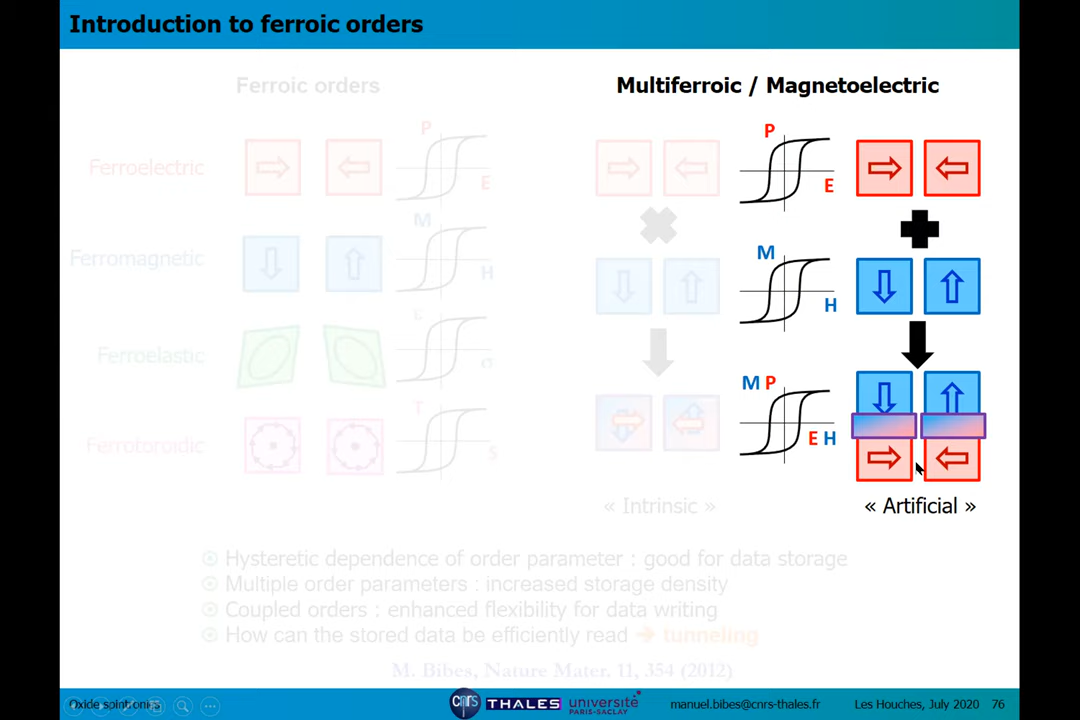 Introduction to ferroic orders
Ferroic orders
Multiferroic / Magnetoelectric
Ferroelectric
P
E
P
E
Ferromagnetic
M
H
M
H
Ferroelastic
E
σ
Ferrotoroidic
T
S
M P
E H
« Intrinsic »
« Artificial »
Hysteretic dependence of order parameter : good for data storage
Multiple order parameters : increased storage density
Coupled orders : enhanced flexibility for data writing
How can the stored data be efficiently read ➔ tunneling
M. Bibes, Nature Mater. 11, 354 (2012)
Oxide spintronics
cnrs
THALES
université PARIS-SACLAY
manuel.bibes@cnrs-thales.fr
Les Houches, July 2020
76